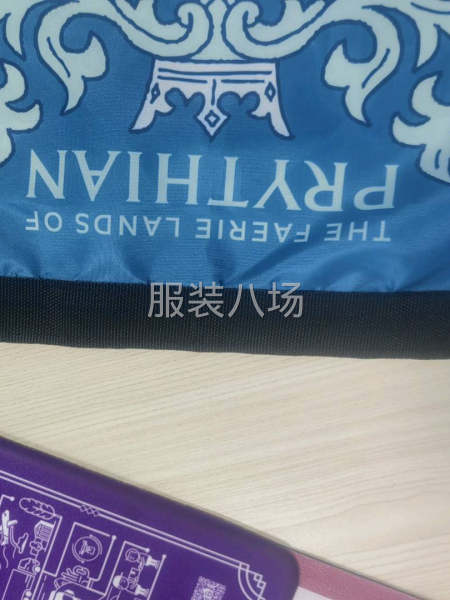 THE FAERIE LANDS OF
PRYTHIAN
服装八场